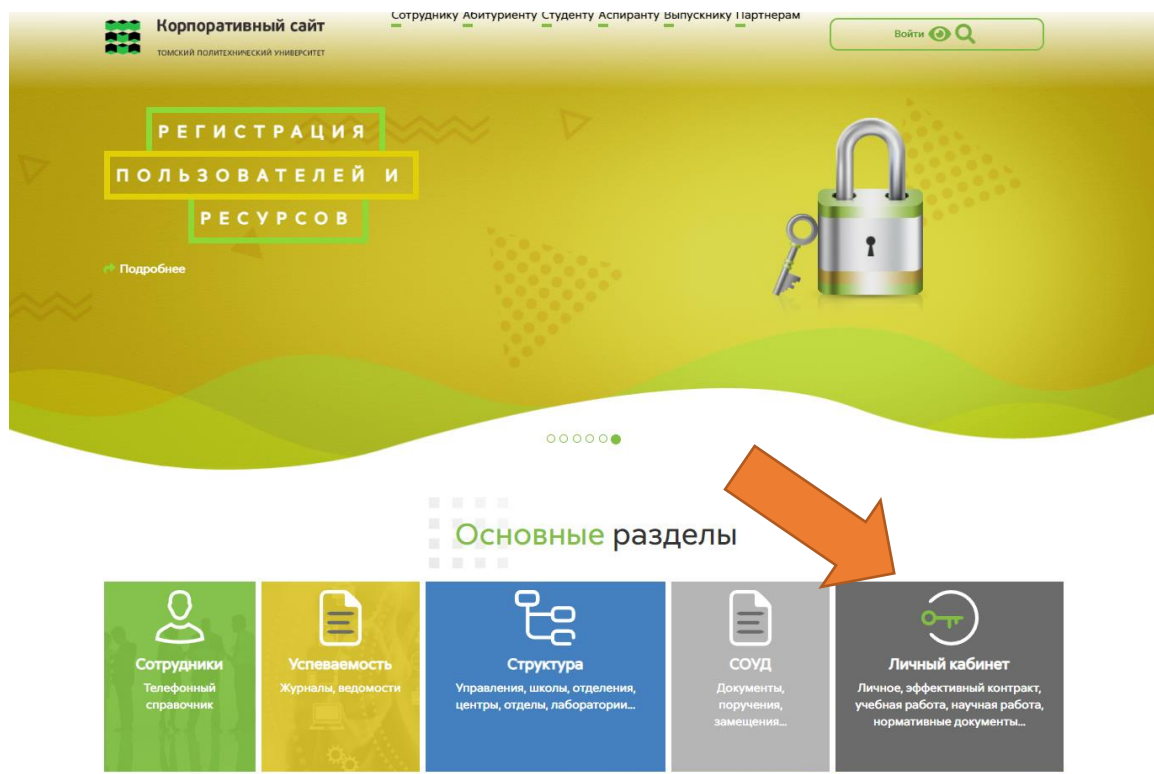 Корпоративный сайт
ТОМСКИЙ ПОЛИТЕХНИЧЕСКИЙ УНИВЕРСИТЕТ
Сотруднику Абитуриенту Студенту Аспиранту Выпускнику Партнерам
Войти
РЕГИСТРАЦИЯ
ПОЛЬЗОВАТЕЛЕЙ И
РЕСУРСОВ
Подробнее
Основные разделы
Сотрудники
Телефонный
справочник
Успеваемость
Журналы, ведомости
Структура
Управления, школы, отделения,
центры, отделы, лаборатории...
СОУД
Документы,
поручения,
замещения...
Личный кабинет
Личное, эффективный контракт,
учебная работа, научная работа,
нормативные документы...